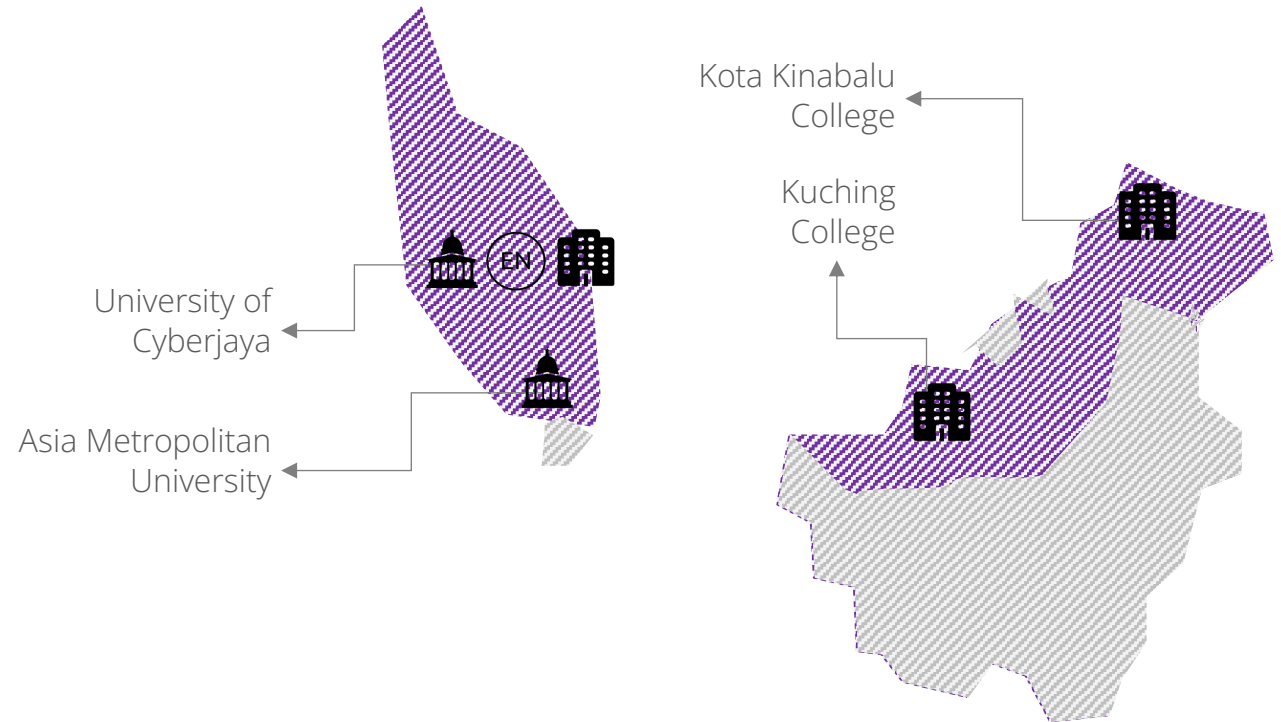 Kota Kinabalu
College
Kuching
College
EN
University of
Cyberjaya
Asia Metropolitan
University